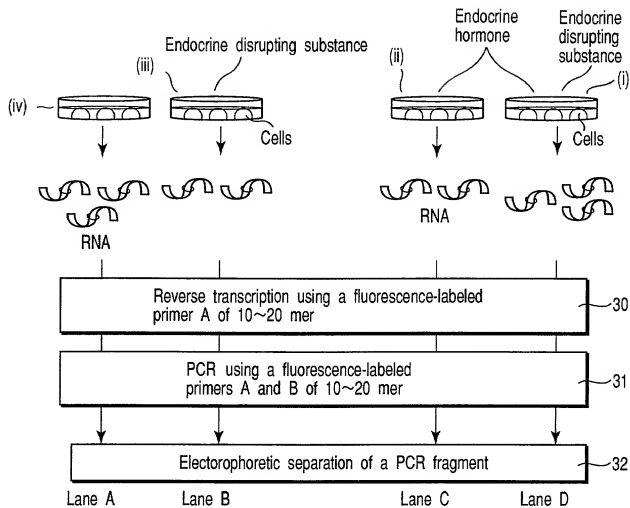 Endocrine
hormone
Endocrine
disrupting
substance
Endocrine disrupting substance
(iii)
(ii)
(i)
(iv)
Cells
Cells
RNA
RNA
Reverse transcription using a fluorescence-labeled
primer A of 10~20 mer
30
PCR using a fluorescence-labeled
primers A and B of 10~20 mer
31
Electorophoretic separation of a PCR fragment
32
Lane A
Lane B
Lane C
Lane D